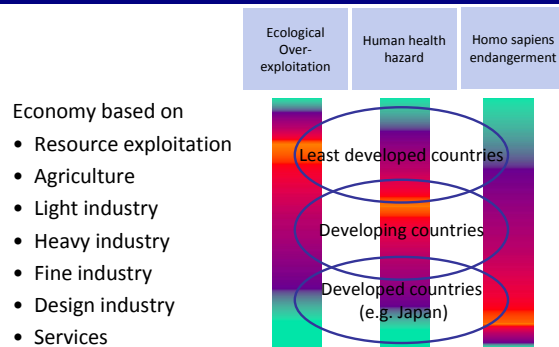 Ecological
Over-
exploitation
Human health
hazard
Homo sapiens
endangerment
Economy based on
• Resource exploitation
• Agriculture
• Light industry
• Heavy industry
• Fine industry
• Design industry
• Services
Least developed countries
Developing countries
Developed countries
(e.g. Japan)